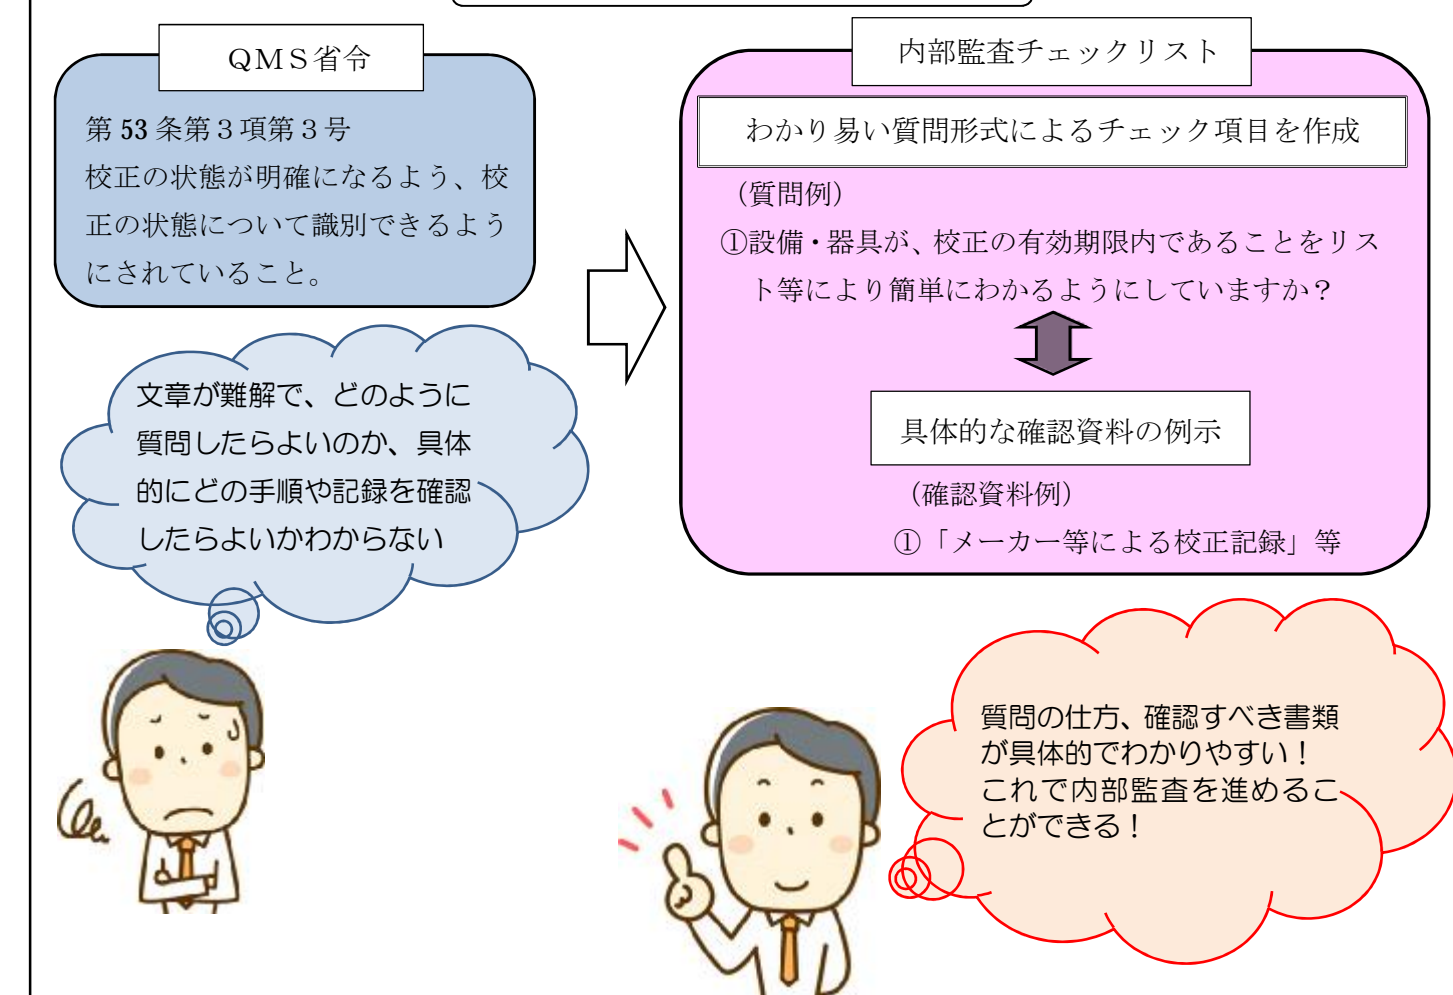 ＱＭＳ省令
第53条第３項第３号
校正の状態が明確になるよう、校
正の状態について識別できるよう
にされていること。
文章が難解で、どのように
質問したらよいのか、具体
的にどの手順や記録を確認
したらよいかわからない
内部監査チェックリスト
わかり易い質問形式によるチェック項目を作成
（質問例）
①設備・器具が、校正の有効期限内であることをリス
ト等により簡単にわかるようにしていますか？
具体的な確認資料の例示
（確認資料例）
①「メーカー等による校正記録」等
質問の仕方、確認すべき書類
が具体的でわかりやすい！
これで内部監査を進めるこ
とができる！